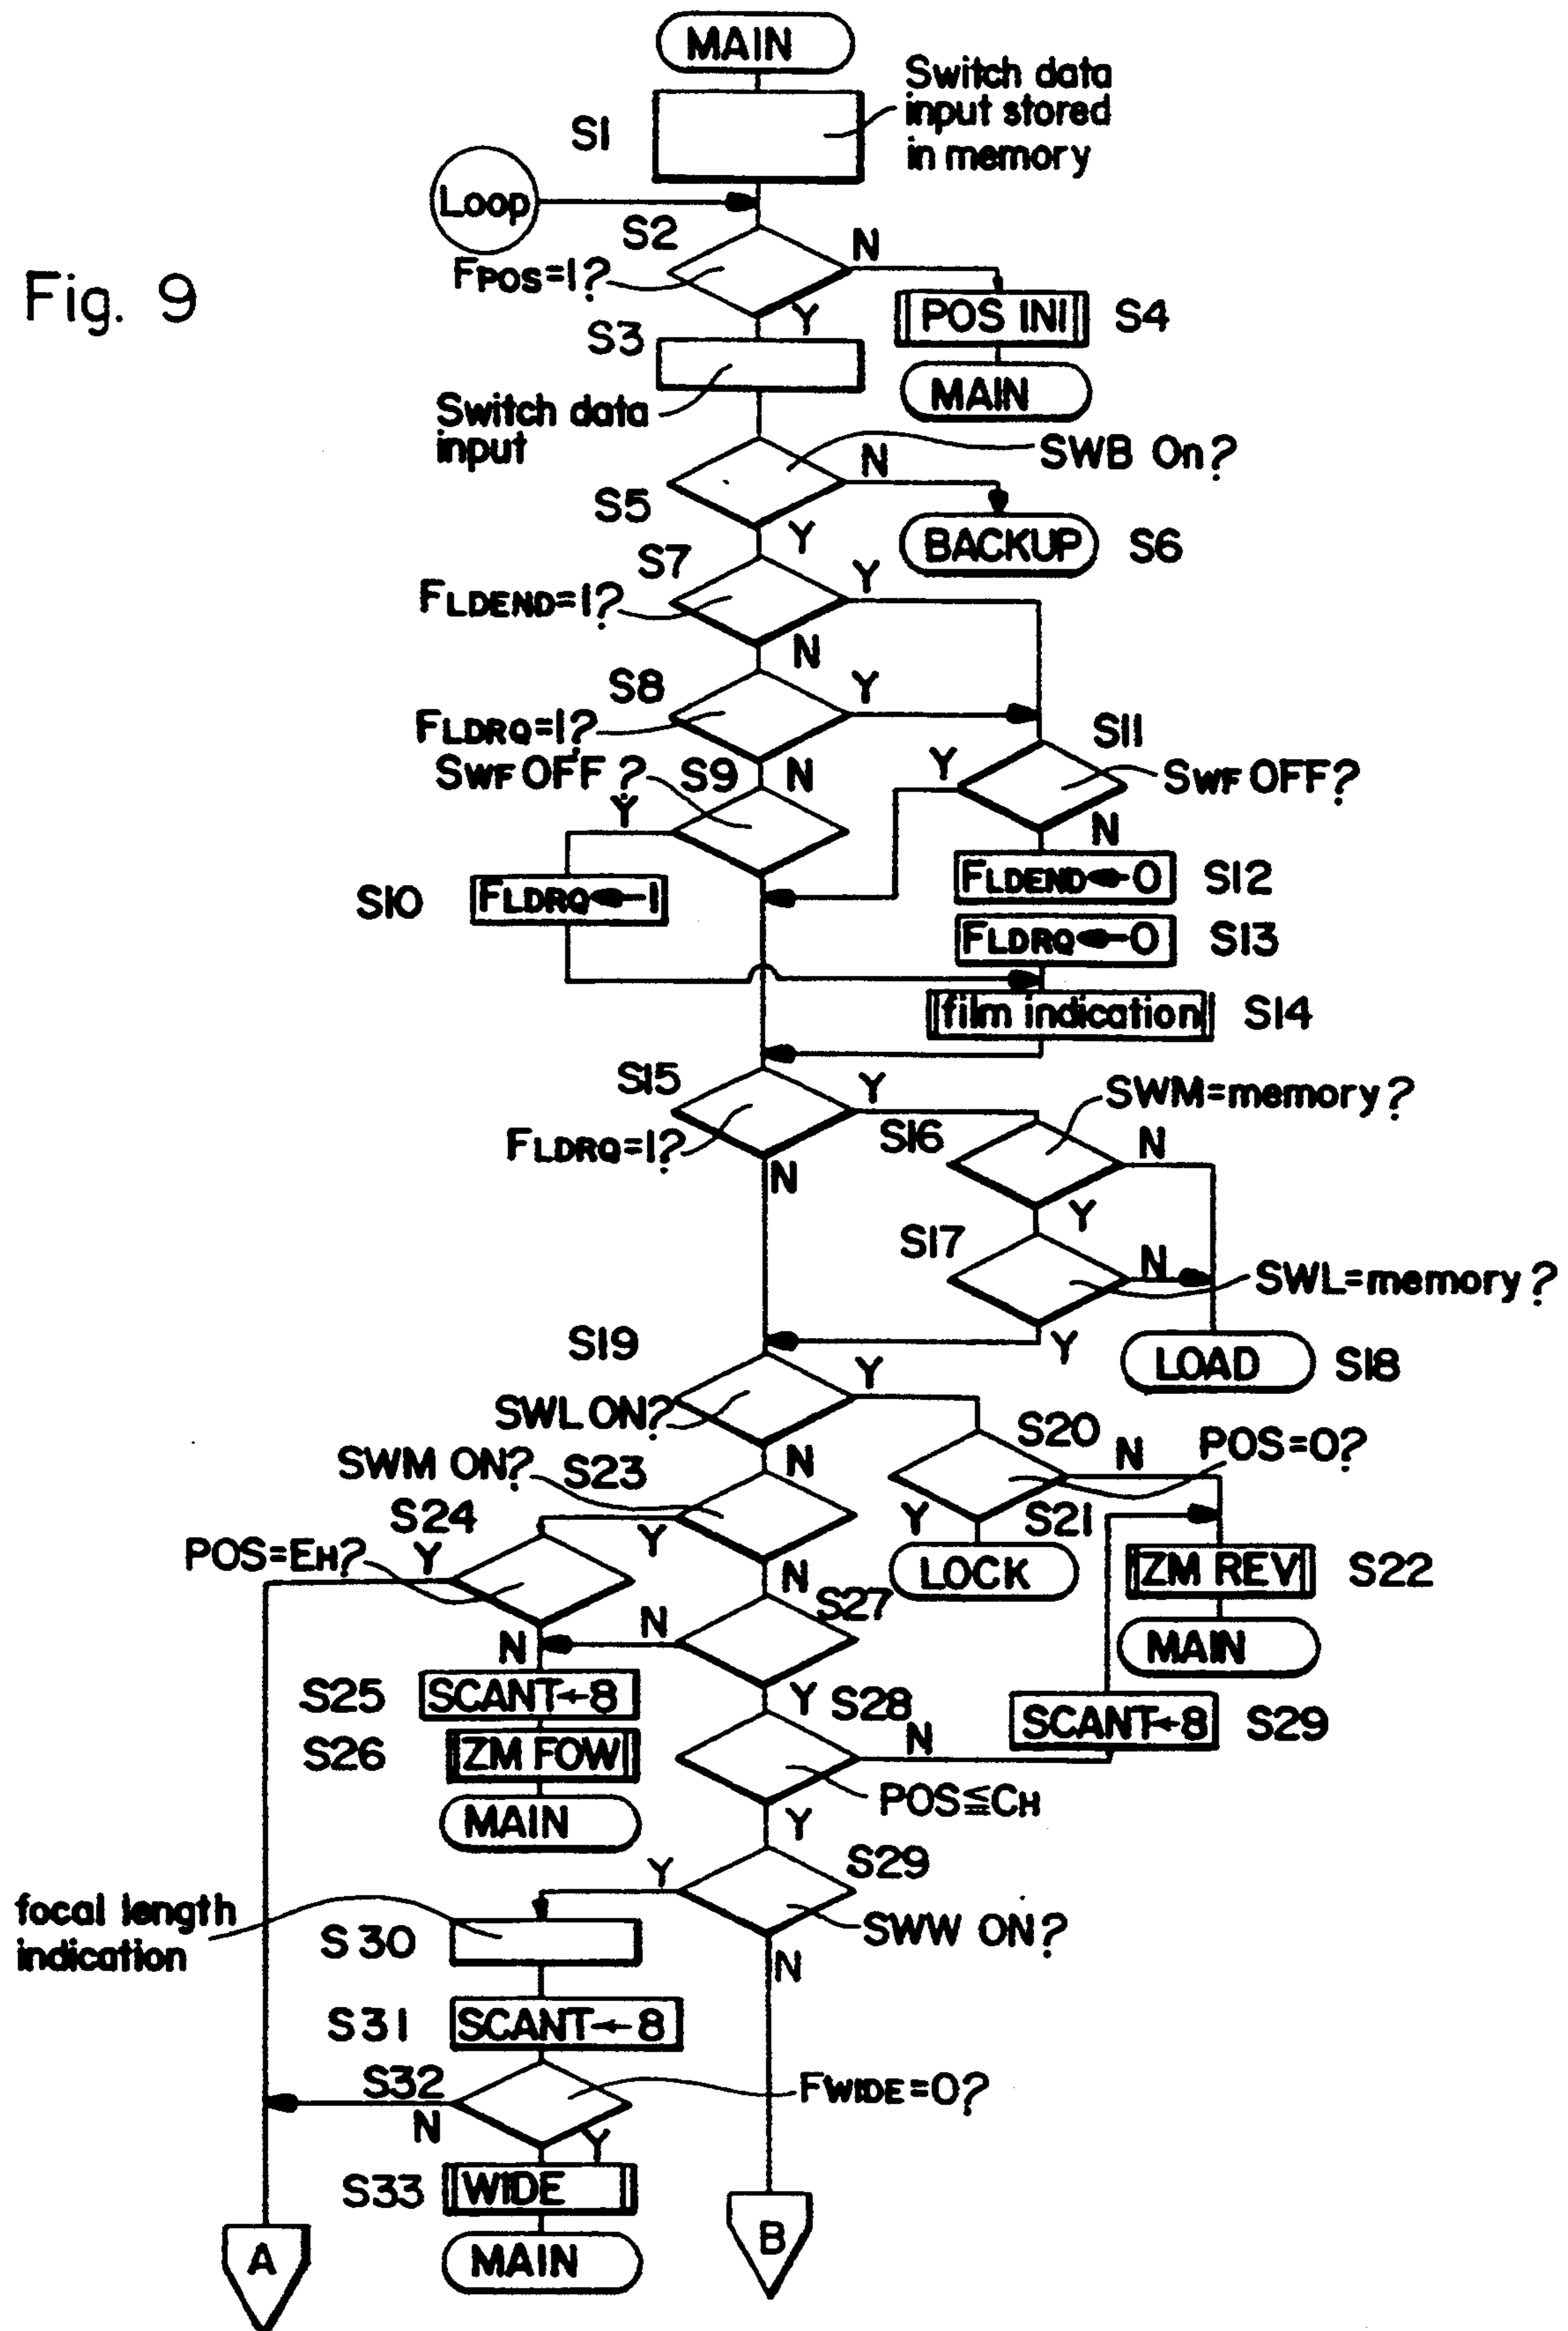 Fig. 9
MAIN
S1
Switch data
input stored
in memory
Loop
S2
FPOS=1?
N
Y
POS INI
S4
MAIN
S3
Switch data
input
SWB On?
S5
N
Y
BACKUP
S6
S7
FLDEND=1?
Y
N
S8
FLDRQ=1?
Y
N
SWF OFF?
S9
Y
S10
FLDRQ←1
S11
SWF OFF?
Y
N
FLDEND←0
S12
FLDRQ←0
S13
film indication
S14
S15
FLDRQ=1?
Y
N
S16
SWM=memory?
N
Y
S17
SWL=memory?
N
Y
LOAD
S18
S19
SWL ON?
Y
N
S20
POS=0?
N
Y
S21
LOCK
ZM REV
S22
MAIN
SWM ON?
S23
Y
N
S24
POS=EH?
Y
N
S27
N
Y
S25
SCANT←8
S26
ZM FOW
MAIN
S28
N
POS≦CH
Y
SCANT←8
S29
S29
SWW ON?
Y
N
focal length
indication
S30
S31
SCANT←8
S32
FWIDE=0?
N
Y
S33
WIDE
MAIN
A
B